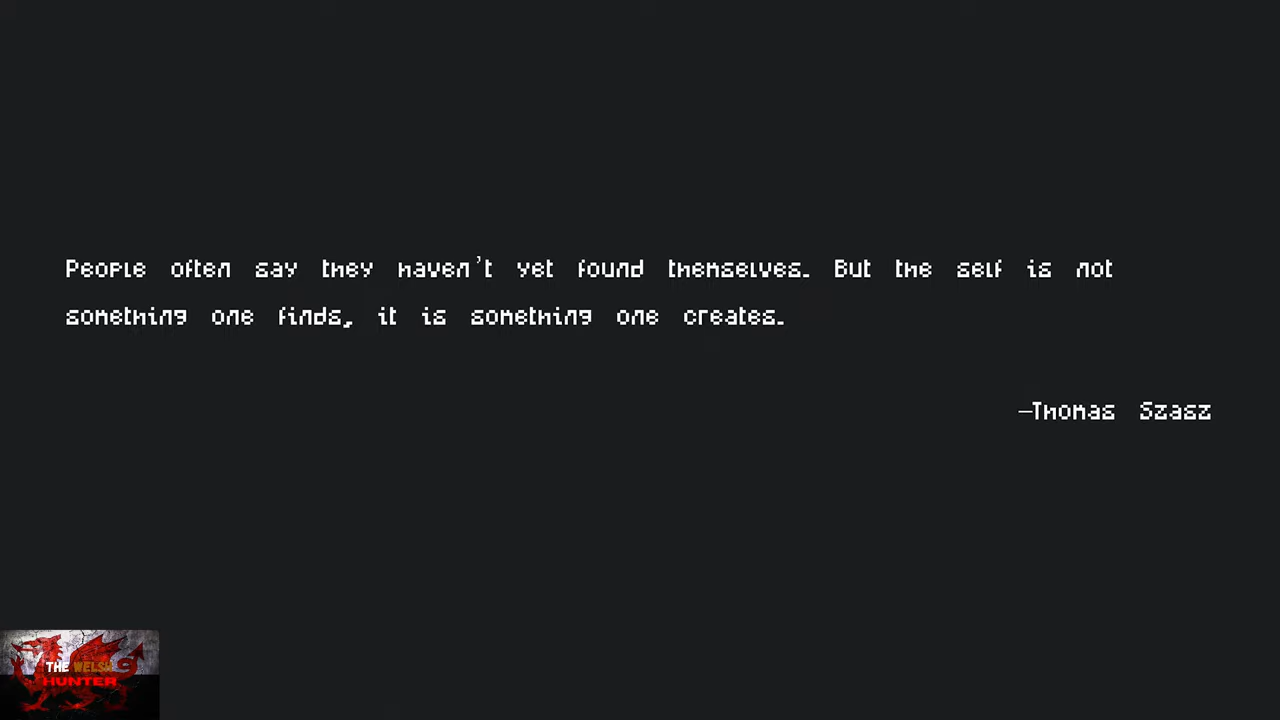 People often say they haven't yet found themselves. But the self is not
something one finds, it is something one creates.
—Thomas Szasz
THE WELSH
HUNTER